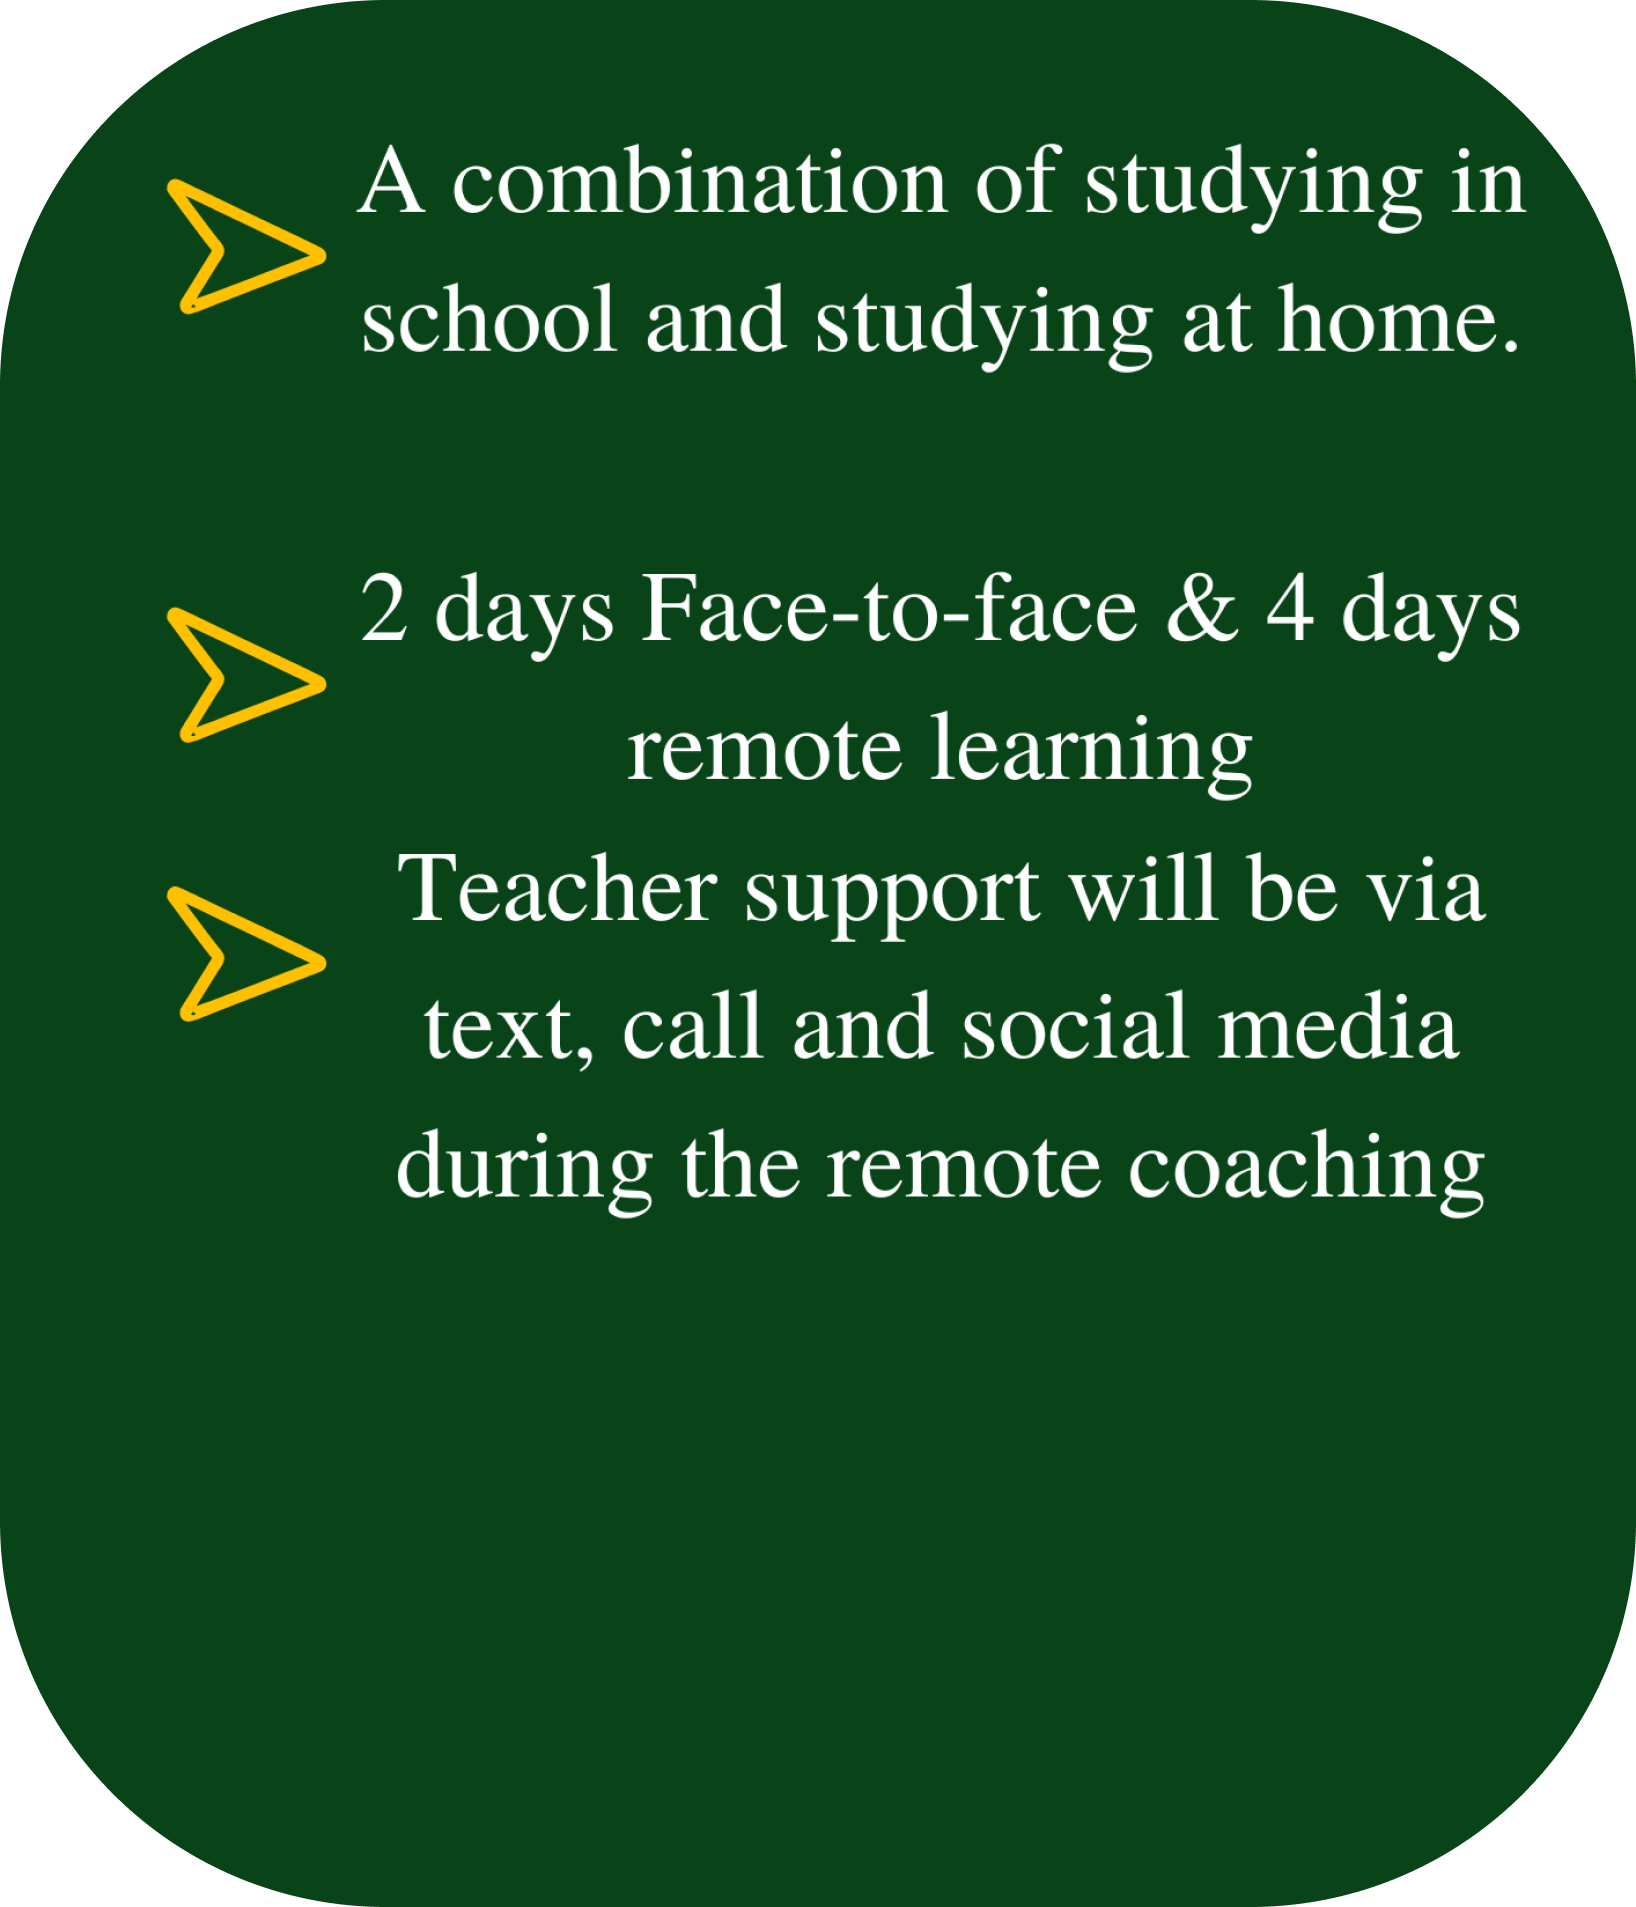 A combination of studying in
school and studying at home.
2 days Face-to-face & 4 days
remote learning
Teacher support will be via
text, call and social media
during the remote coaching